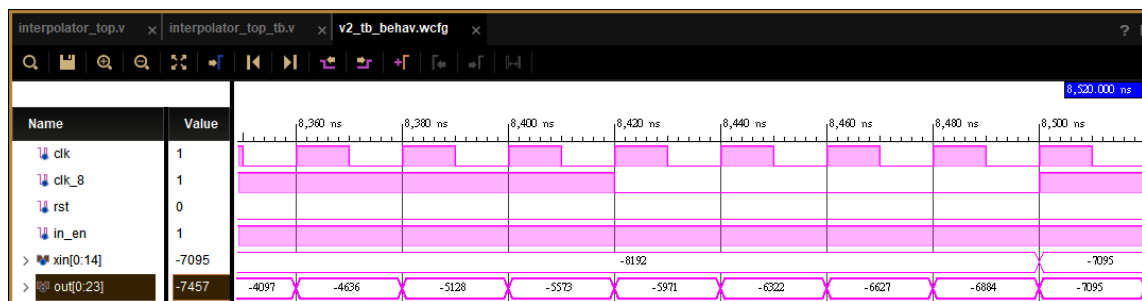 interpolator_top.v × interpolator_top_tb.v × v2_tb_behav.wcfg × ?
8,520.000 ns
Name Value 8,360 ns 8,380 ns 8,400 ns 8,420 ns 8,440 ns 8,460 ns 8,480 ns 8,500 ns
clk 1
clk_8 1
rst 0
in_en 1
> xin[0:14] -7095 -8192 -7095
> out[0:23] -7457 -4097 -4636 -5128 -5573 -5971 -6322 -6627 -6884 -7095